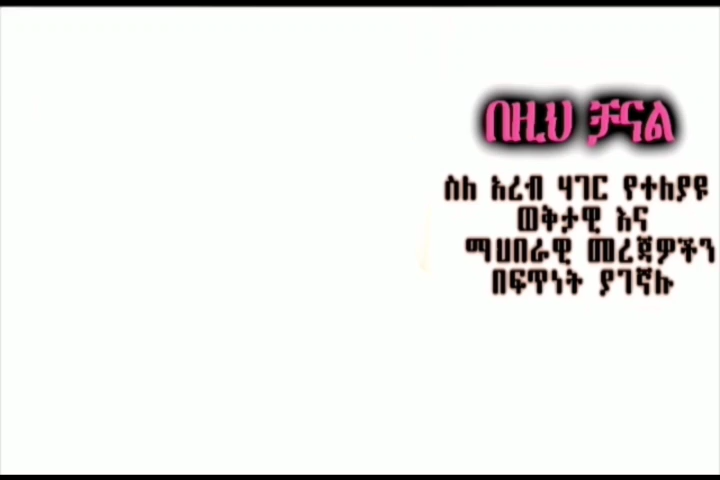 በዚህ ቻናል
ስለ አረብ ሃገር የተለያዩ
ወቅታዊ እና
ማህበራዊ መረጃዎችን
በፍጥነት ያገኛሉ